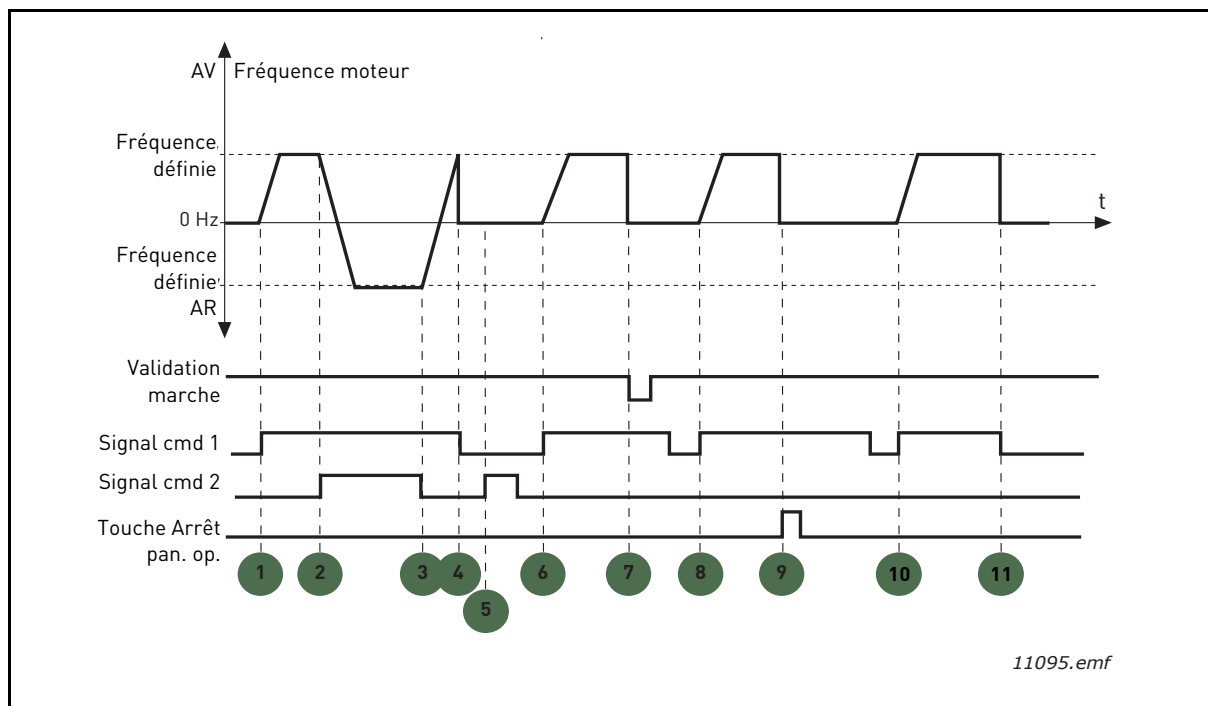 AV Fréquence moteur
Fréquence
définie
0 Hz
t
Fréquence
définie
AR
Validation
marche
Signal cmd 1
Signal cmd 2
Touche Arrêt
pan. op.
1 2 3 4 6 7 8 9 10 11
5
11095.emf